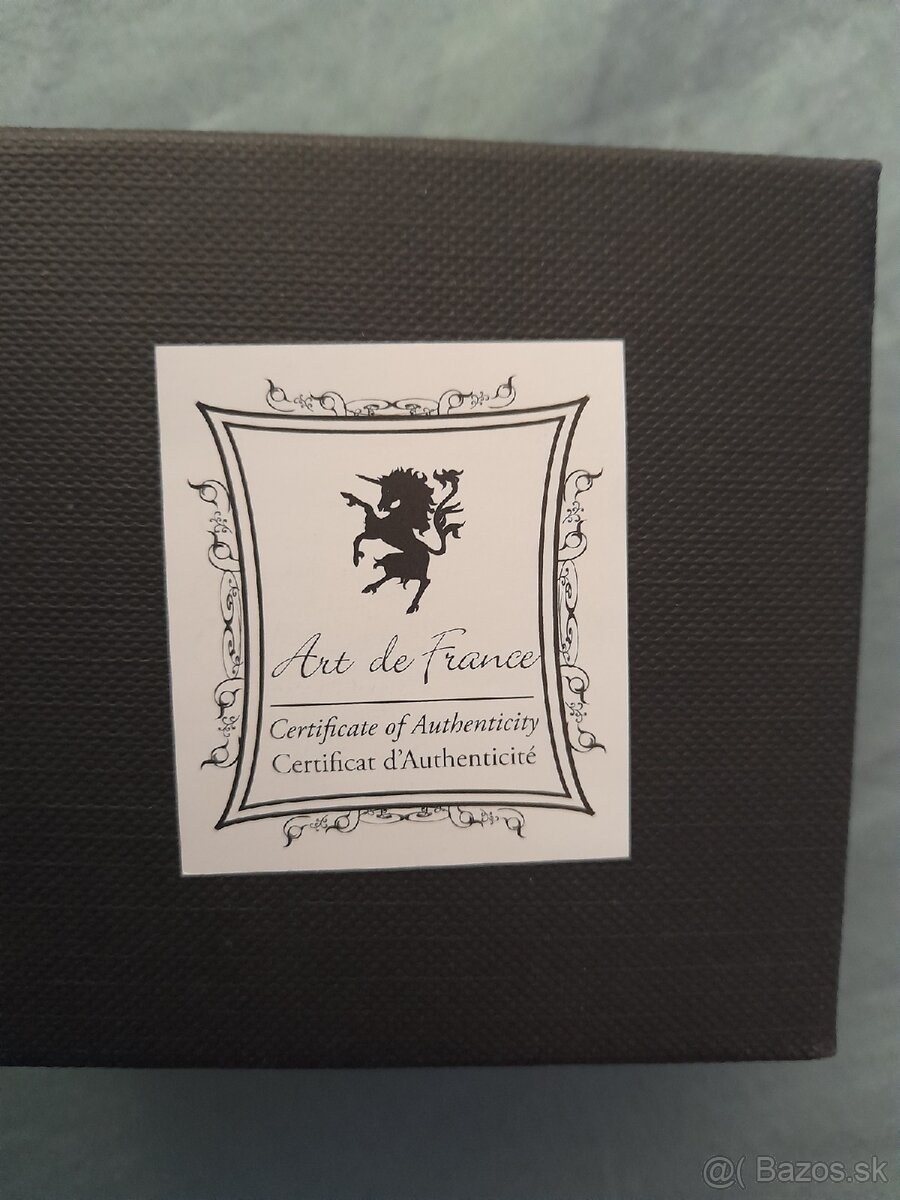 Art de France
Certificate of Authenticity
Certificat d'Authenticité
@( Bazos.sk